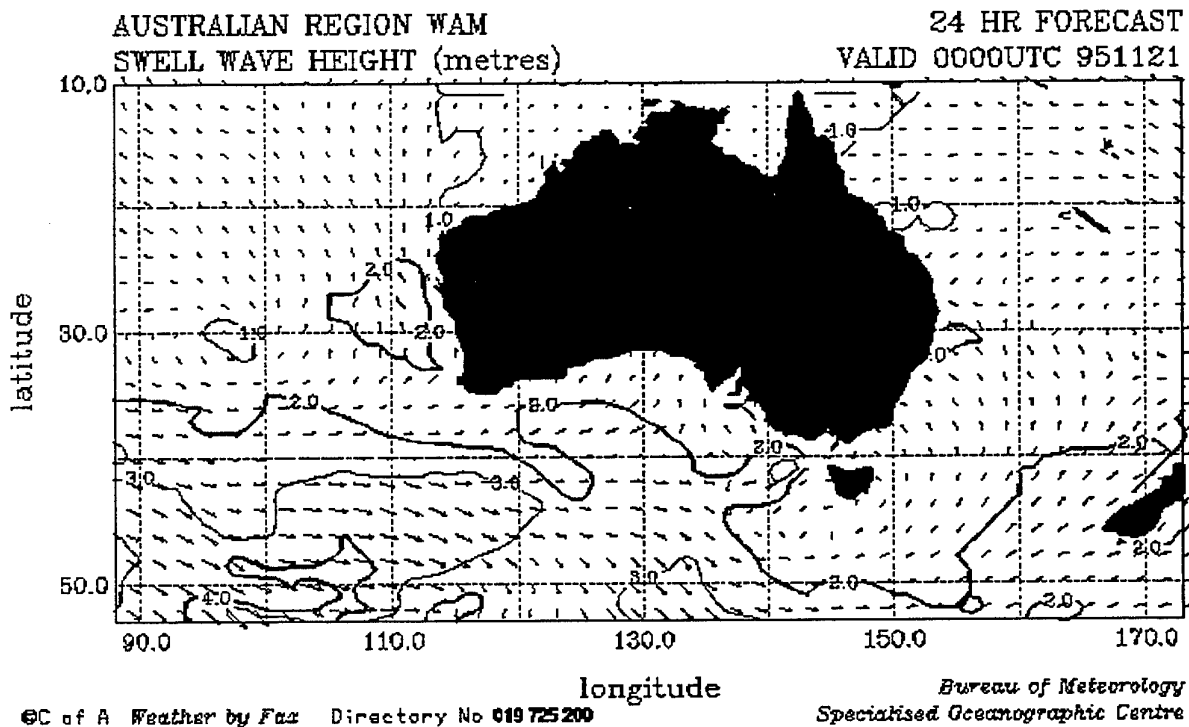 AUSTRALIAN REGION WAM 24 HR FORECAST
SWELL WAVE HEIGHT (metres) VALID 0000UTC 951121
10.0
1.0
1.0
1.0
1.0
2.0
2.0
1.0
30.0
latitude
2.0
2.0
2.0
2.0
3.0
3.0
2.0
3.0
2.0
50.0
4.0
2.0
90.0 110.0 130.0 150.0 170.0
longitude
©C of A Weather by Fax Directory No 019 725 200
Bureau of Meteorology
Specialised Oceanographic Centre